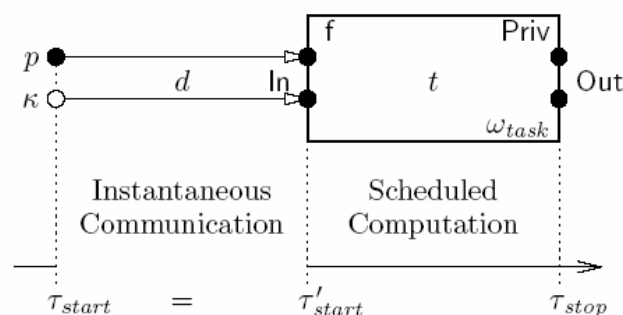 f Priv
p
d In t Out
κ
ω_task
Instantaneous Scheduled
Communication Computation
τ_start = τ'_start τ_stop